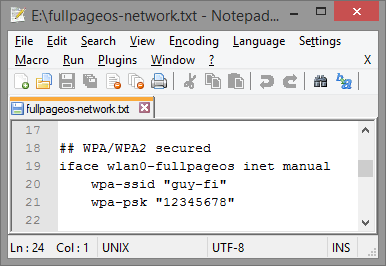 E:\fullpageos-network.txt - Notepad...
File Edit Search View Encoding Language Settings
Macro Run Plugins Window ? X
fullpageos-network.txt
17
18 ## WPA/WPA2 secured
19 iface wlan0-fullpageos inet manual
20 wpa-ssid "guy-fi"
21 wpa-psk "12345678"
22
Ln : 24 Col : 1 UNIX UTF-8 INS